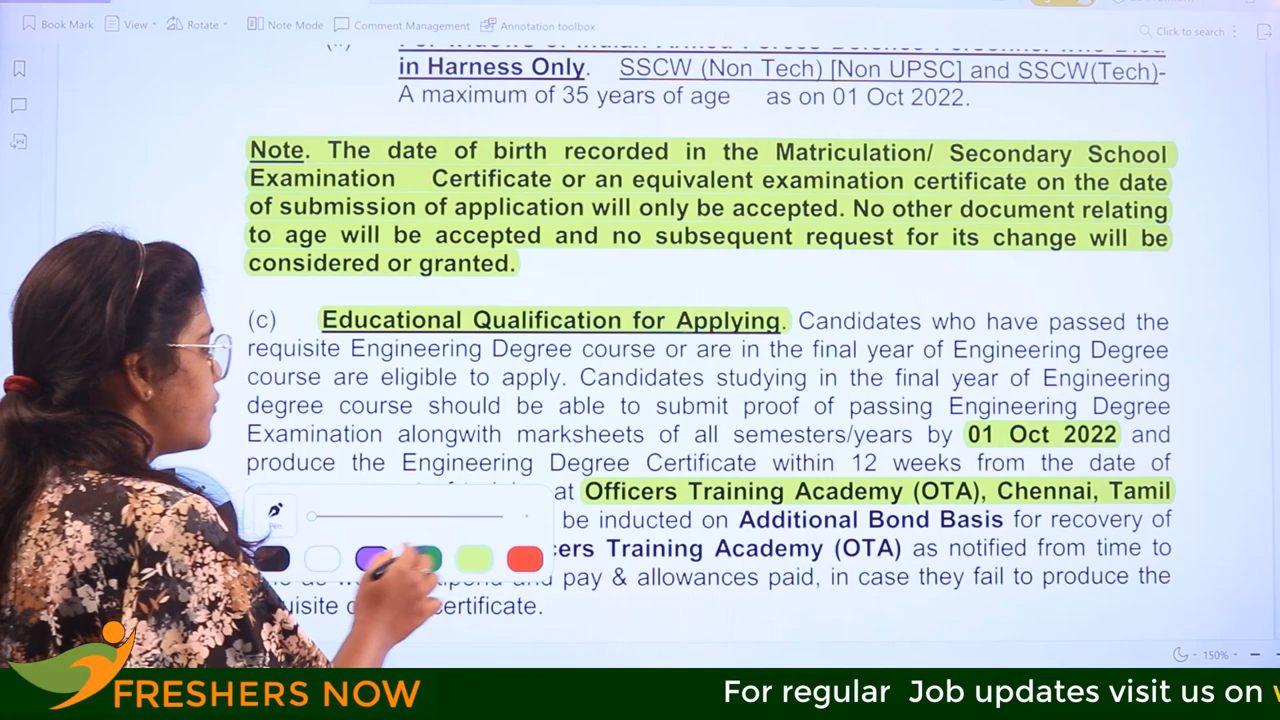 Book Mark View Rotate Note Mode Comment Management Annotation toolbox Click to search
in Harness Only. SSCW (Non Tech) [Non UPSC] and SSCW(Tech)-
A maximum of 35 years of age as on 01 Oct 2022.
Note. The date of birth recorded in the Matriculation/ Secondary School
Examination Certificate or an equivalent examination certificate on the date
of submission of application will only be accepted. No other document relating
to age will be accepted and no subsequent request for its change will be
considered or granted.
(c) Educational Qualification for Applying. Candidates who have passed the
requisite Engineering Degree course or are in the final year of Engineering Degree
course are eligible to apply. Candidates studying in the final year of Engineering
degree course should be able to submit proof of passing Engineering Degree
Examination alongwith marksheets of all semesters/years by 01 Oct 2022 and
produce the Engineering Degree Certificate within 12 weeks from the date of
at Officers Training Academy (OTA), Chennai, Tamil
Pen
be inducted on Additional Bond Basis for recovery of
Training Academy (OTA) as notified from time to
pay & allowances paid, in case they fail to produce the
certificate.
150%
FRESHERS NOW
For regular Job updates visit us on